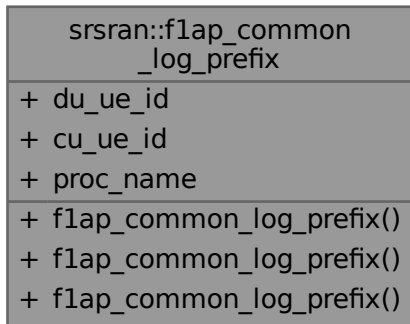 srsran::f1ap_common
_log_prefix
+ du_ue_id
+ cu_ue_id
+ proc_name
+ f1ap_common_log_prefix()
+ f1ap_common_log_prefix()
+ f1ap_common_log_prefix()